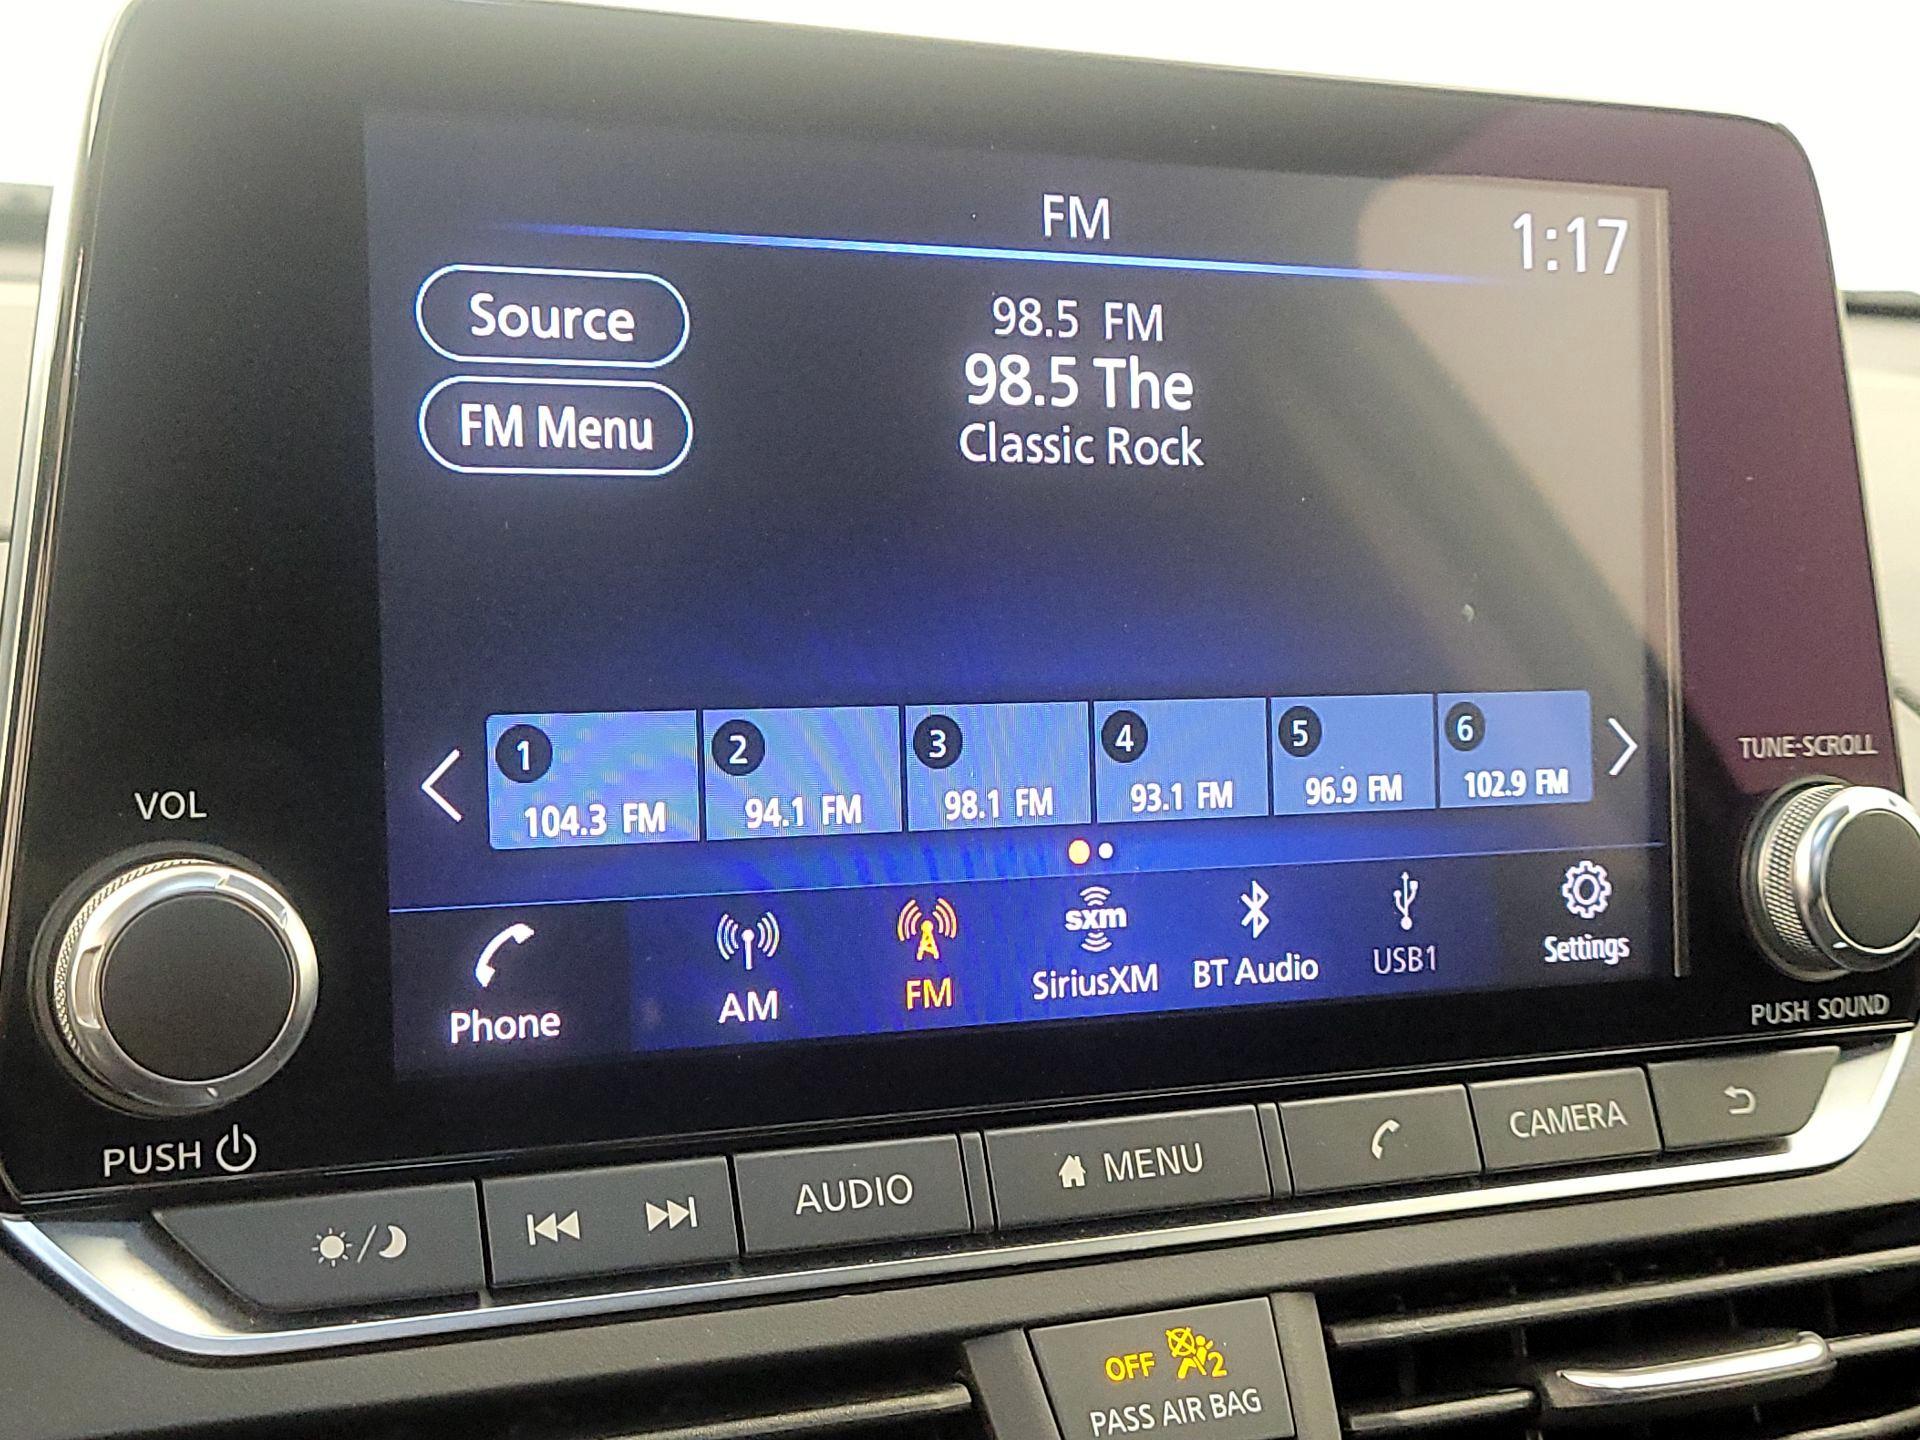 FM
1:17
Source
98.5 FM
98.5 The
FM Menu
Classic Rock
1
2
3
4
5
6
104.3 FM
94.1 FM
98.1 FM
93.1 FM
96.9 FM
102.9 FM
VOL
TUNE·SCROLL
Phone
AM
FM
sxm
SiriusXM
BT Audio
USB1
Settings
PUSH
PUSH SOUND
AUDIO
MENU
CAMERA
OFF
2
PASS AIR BAG